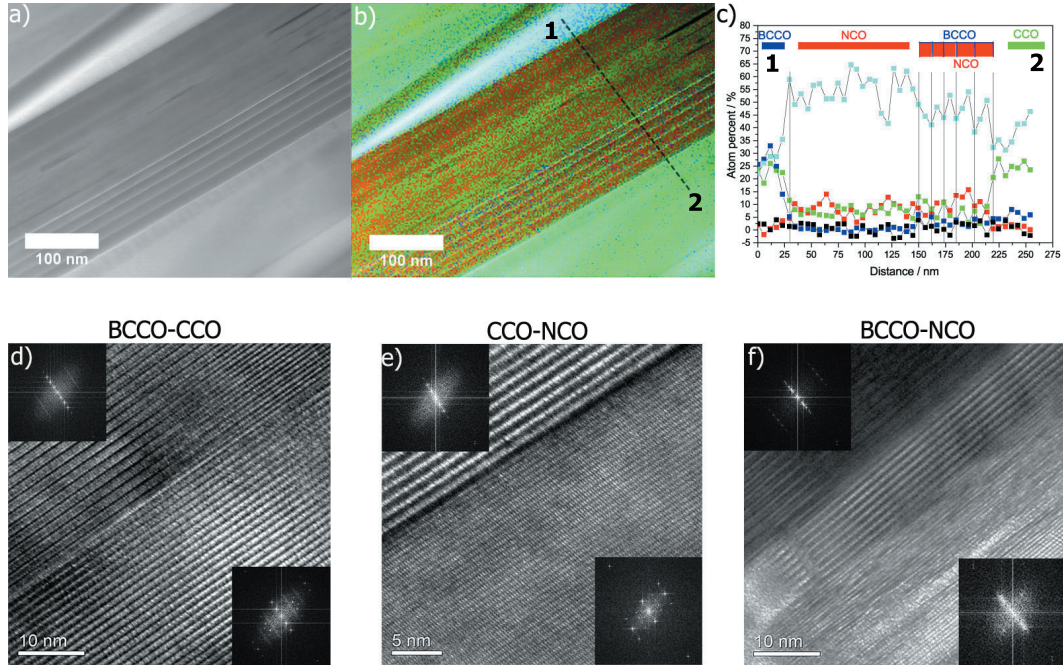 a)
100 nm
b)
1
2
100 nm
c)
Atom percent / %
80
75
70
65
60
55
50
45
40
35
30
25
20
15
10
5
0
-5
BCCO
NCO
BCCO
CCO
1
NCO
2
0 25 50 75 100 125 150 175 200 225 250 275
Distance / nm
BCCO-CCO
CCO-NCO
BCCO-NCO
d)
10 nm
e)
5 nm
f)
10 nm